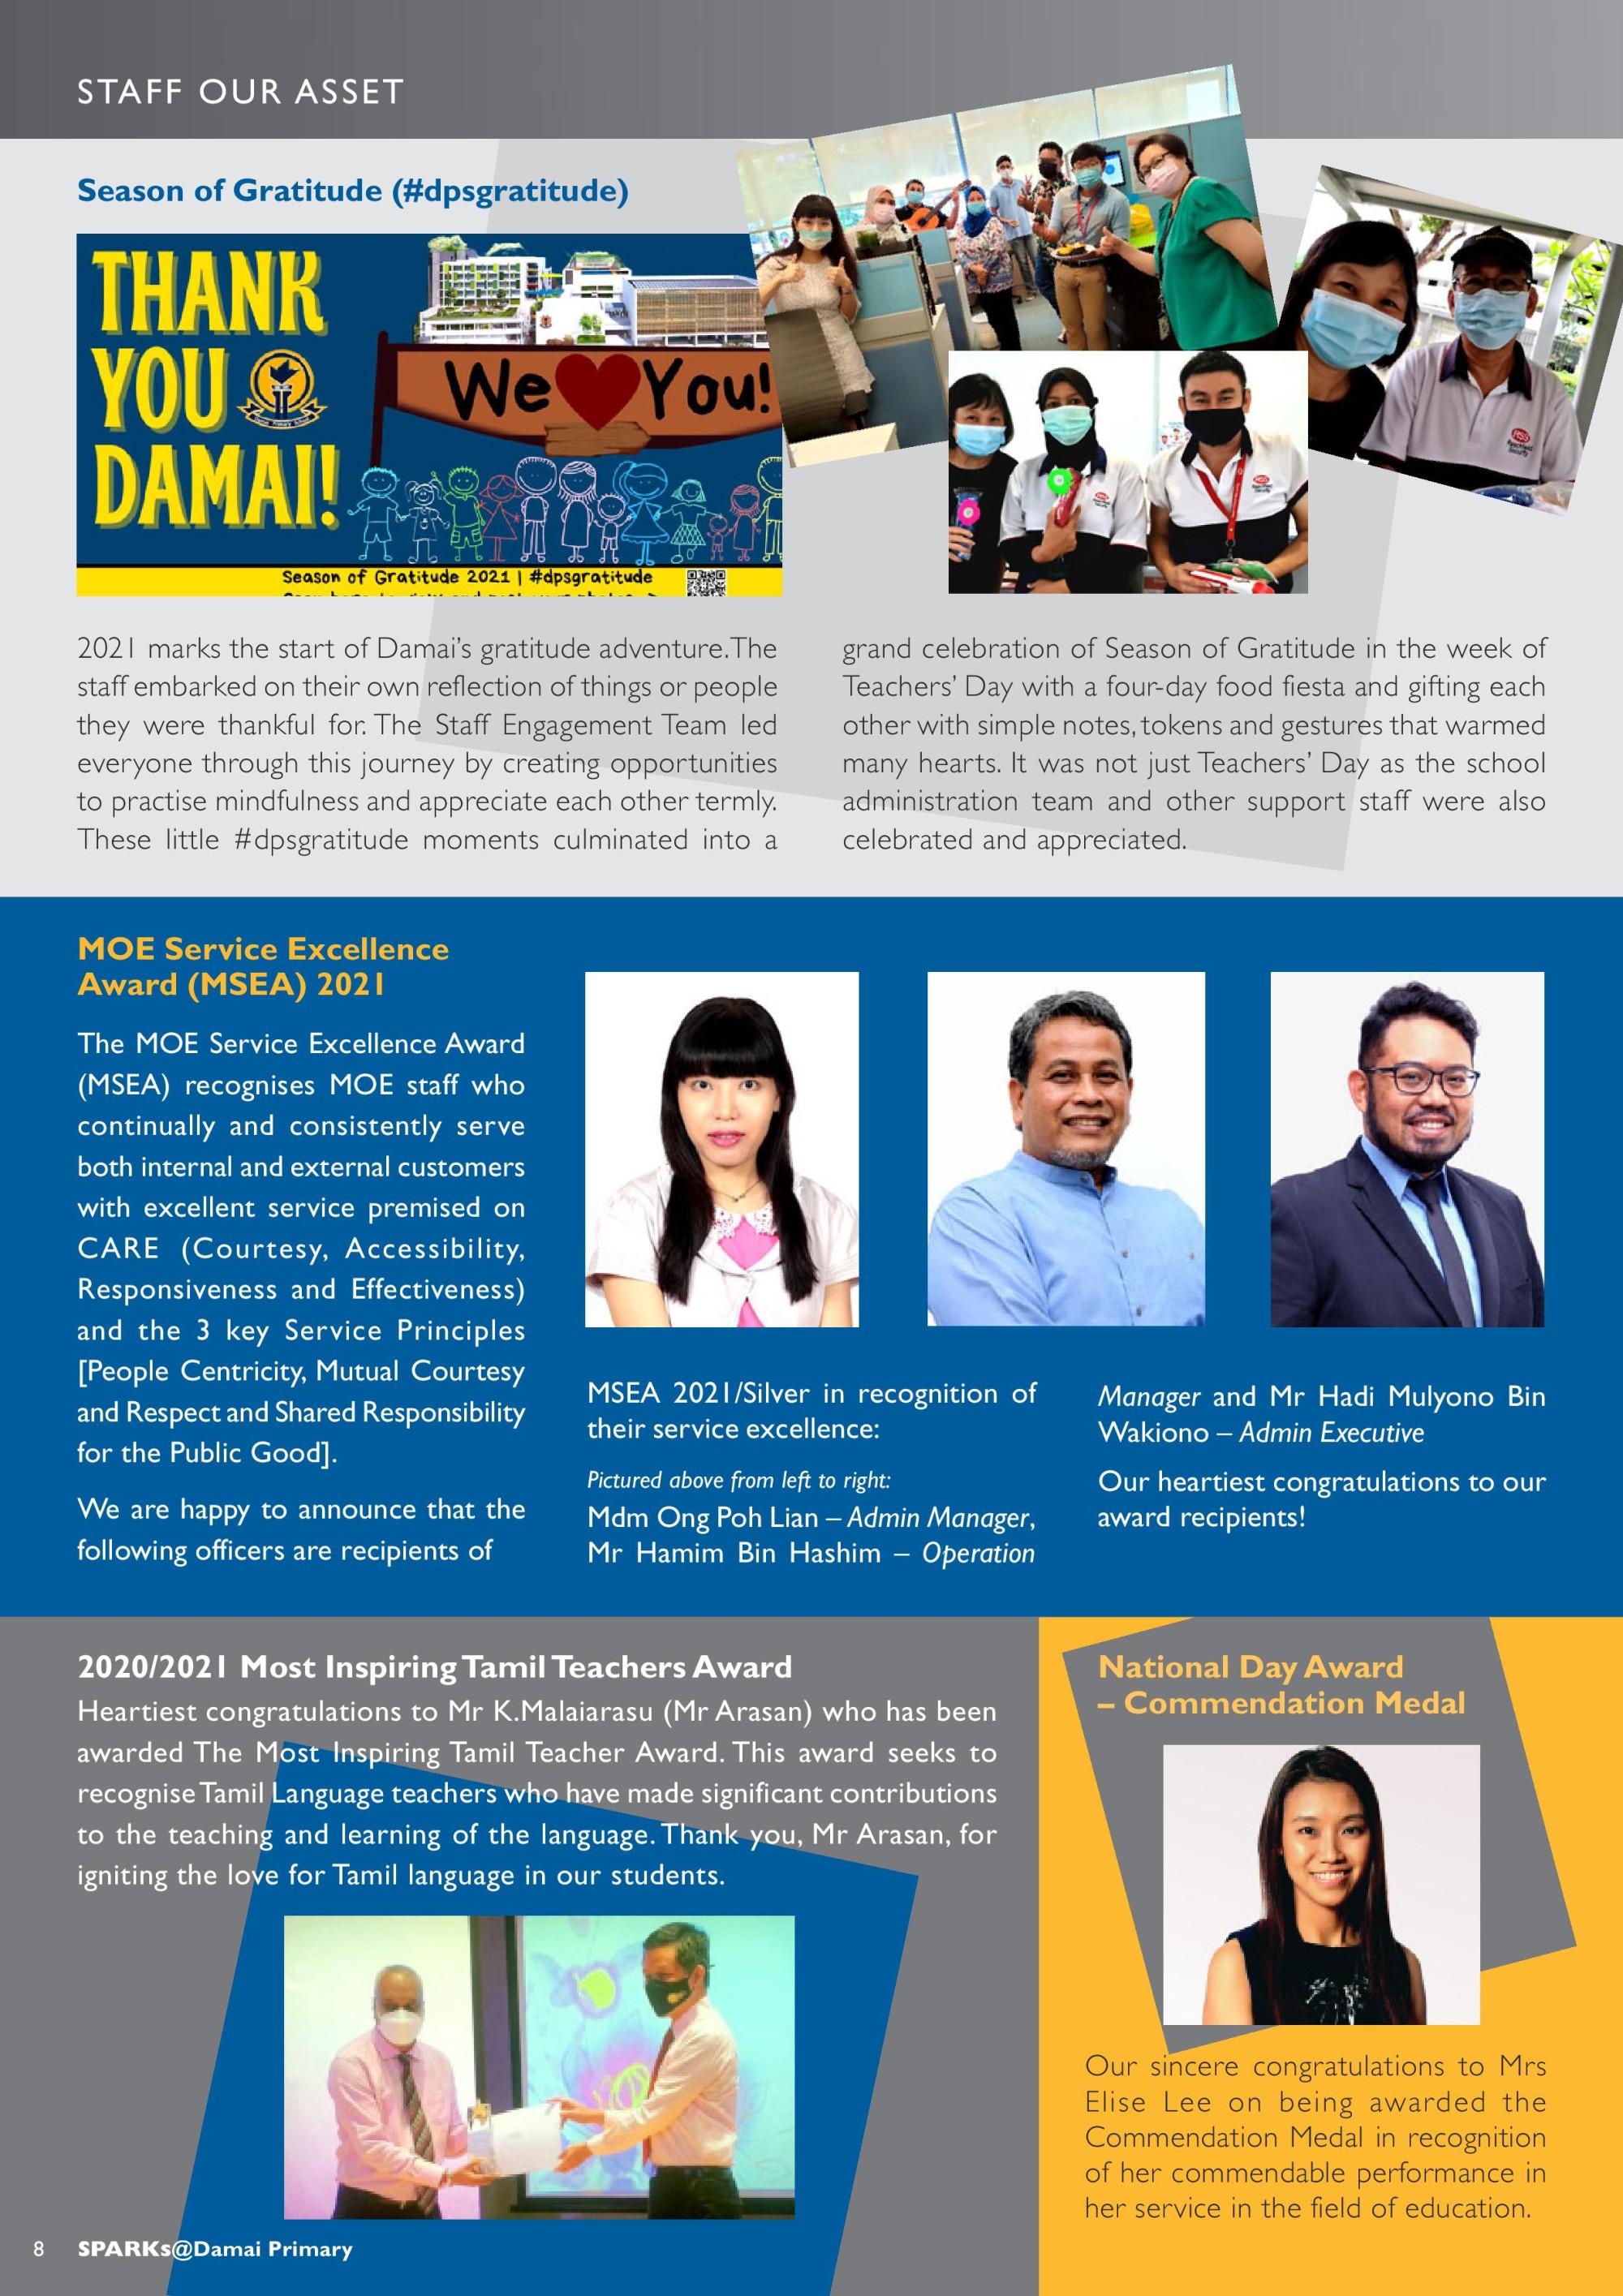 STAFF OUR ASSET
Season of Gratitude (#dpsgratitude)
THANK
YOU
DAMAI!
We You!
Season of Gratitude 2021 | #dpsgratitude
2021 marks the start of Damai’s gratitude adventure. The
staff embarked on their own reflection of things or people
they were thankful for. The Staff Engagement Team led
everyone through this journey by creating opportunities
to practise mindfulness and appreciate each other termly.
These little #dpsgratitude moments culminated into a
grand celebration of Season of Gratitude in the week of
Teachers’ Day with a four-day food fiesta and gifting each
other with simple notes, tokens and gestures that warmed
many hearts. It was not just Teachers’ Day as the school
administration team and other support staff were also
celebrated and appreciated.
MOE Service Excellence
Award (MSEA) 2021
The MOE Service Excellence Award
(MSEA) recognises MOE staff who
continually and consistently serve
both internal and external customers
with excellent service premised on
CARE (Courtesy, Accessibility,
Responsiveness and Effectiveness)
and the 3 key Service Principles
[People Centricity, Mutual Courtesy
and Respect and Shared Responsibility
for the Public Good].
We are happy to announce that the
following officers are recipients of
MSEA 2021/Silver in recognition of
their service excellence:
Pictured above from left to right:
Mdm Ong Poh Lian – Admin Manager,
Mr Hamim Bin Hashim – Operation
Manager and Mr Hadi Mulyono Bin
Wakiono – Admin Executive
Our heartiest congratulations to our
award recipients!
2020/2021 Most Inspiring Tamil Teachers Award
Heartiest congratulations to Mr K.Malaiarasu (Mr Arasan) who has been
awarded The Most Inspiring Tamil Teacher Award. This award seeks to
recognise Tamil Language teachers who have made significant contributions
to the teaching and learning of the language. Thank you, Mr Arasan, for
igniting the love for Tamil language in our students.
National Day Award
– Commendation Medal
Our sincere congratulations to Mrs
Elise Lee on being awarded the
Commendation Medal in recognition
of her commendable performance in
her service in the field of education.
8 SPARKs@Damai Primary